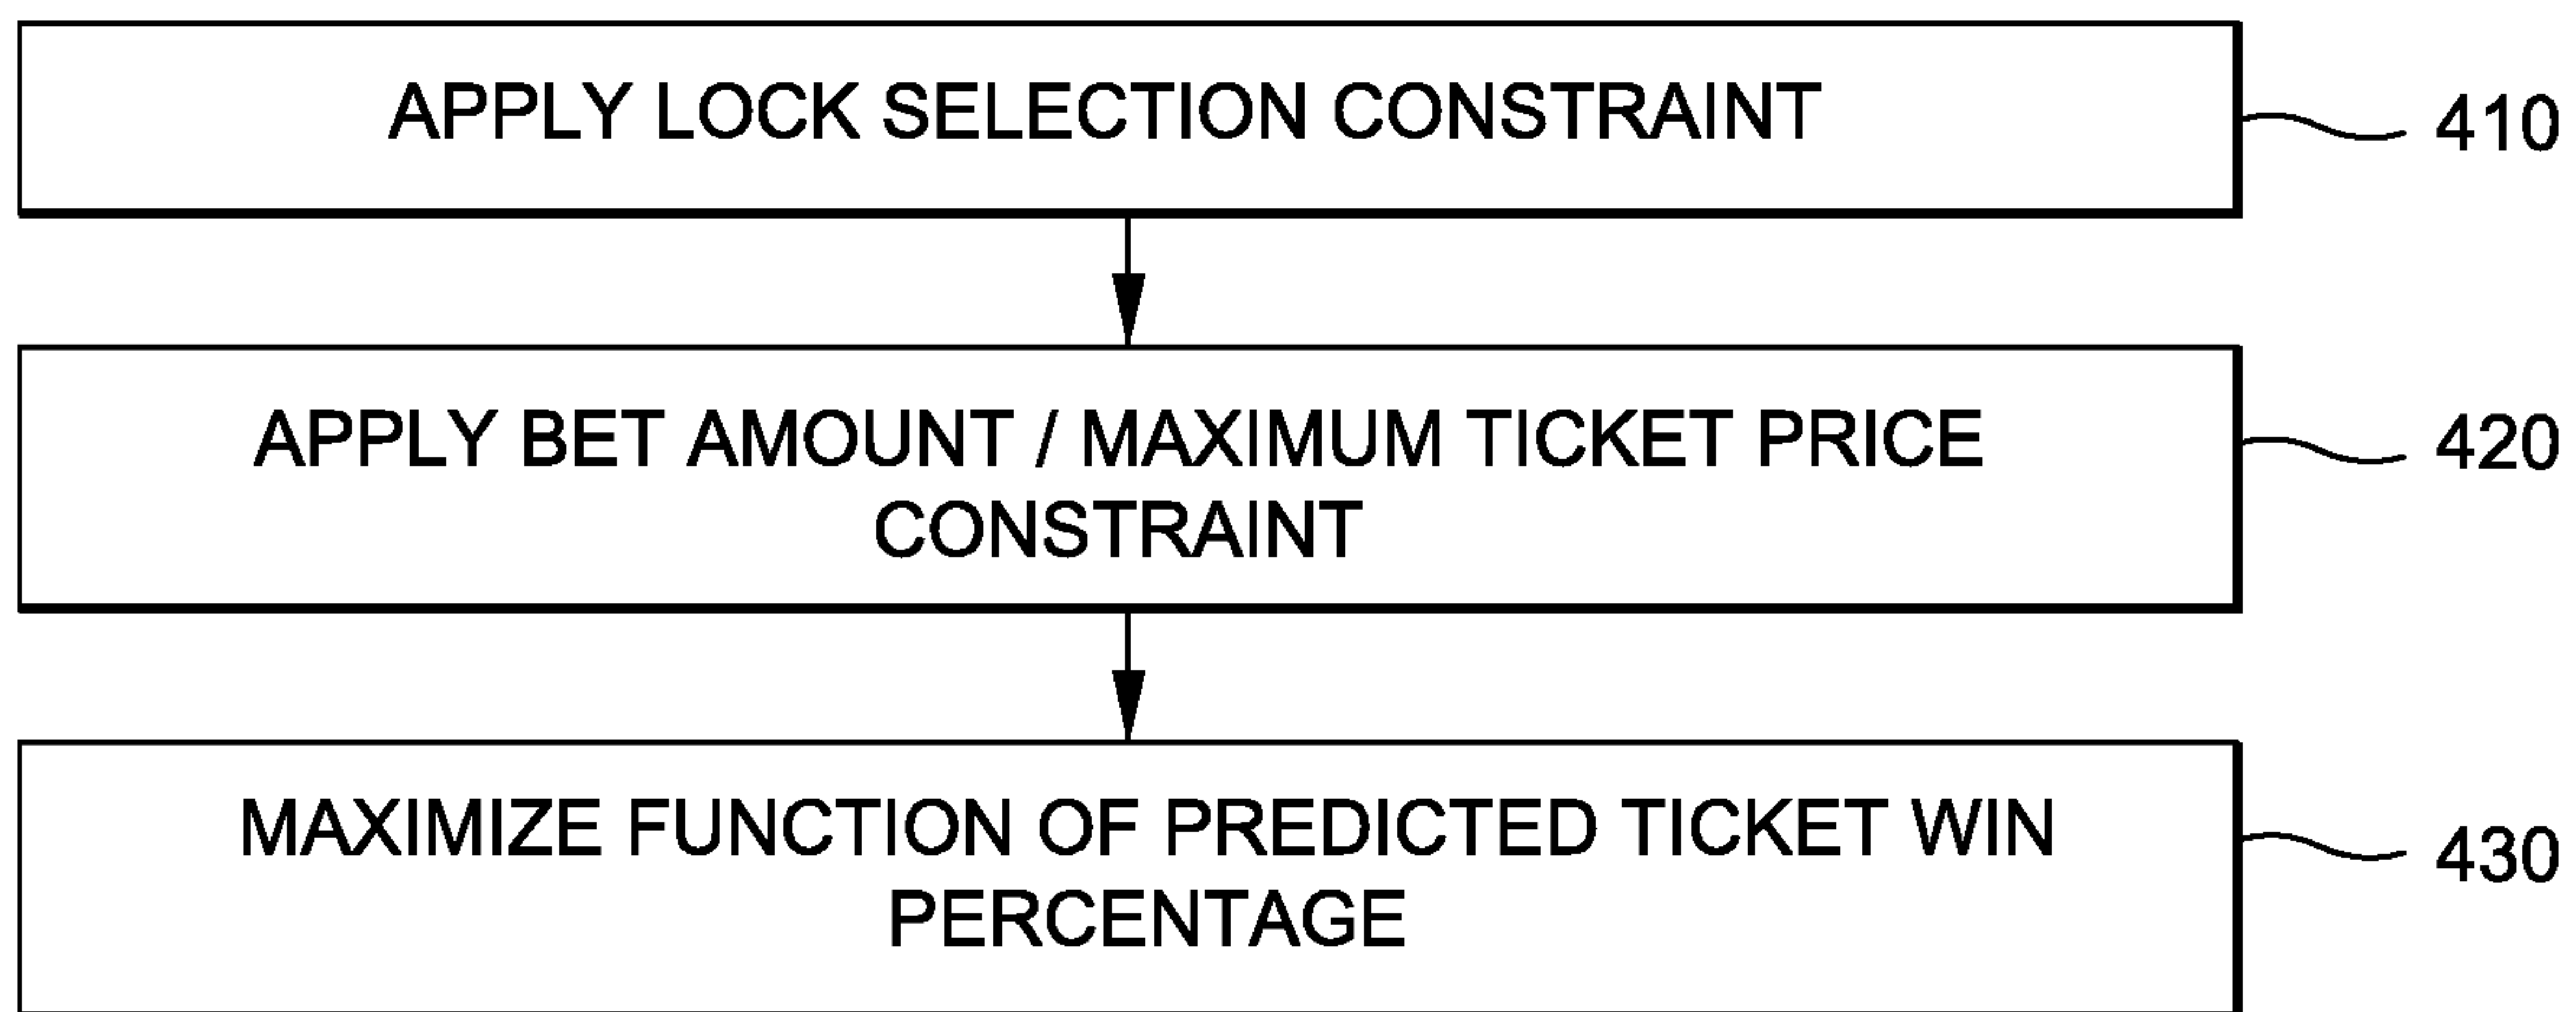 APPLY LOCK SELECTION CONSTRAINT
410
APPLY BET AMOUNT / MAXIMUM TICKET PRICE
CONSTRAINT
420
MAXIMIZE FUNCTION OF PREDICTED TICKET WIN
PERCENTAGE
430